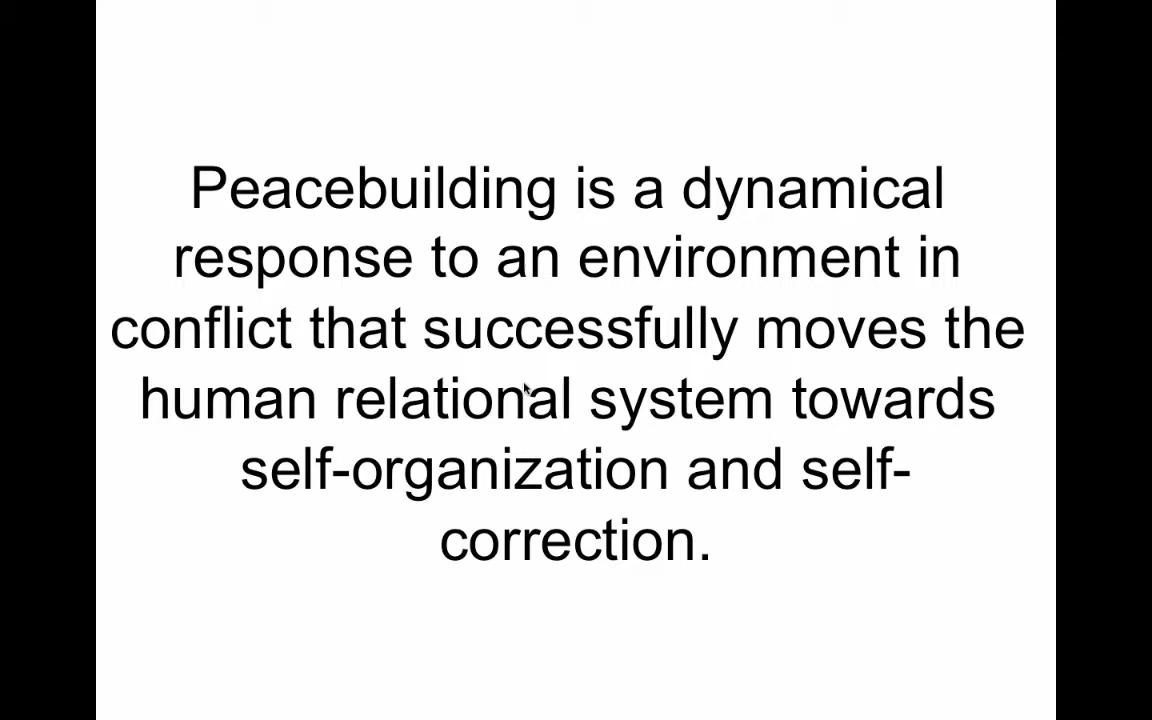 Peacebuilding is a dynamical
response to an environment in
conflict that successfully moves the
human relational system towards
self-organization and self-
correction.